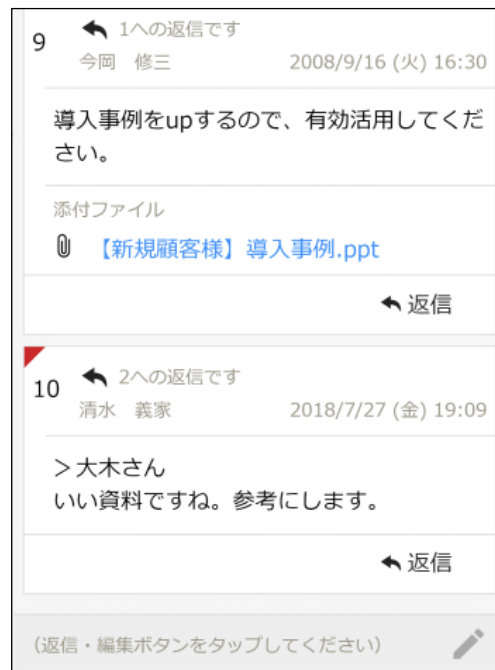 9
1への返信です
今岡 修三 2008/9/16 (火) 16:30
導入事例をupするので、有効活用してくだ
さい。
添付ファイル
【新規顧客様】導入事例.ppt
返信
10
2への返信です
清水 義家 2018/7/27 (金) 19:09
＞大木さん
いい資料ですね。参考にします。
返信
（返信・編集ボタンをタップしてください）